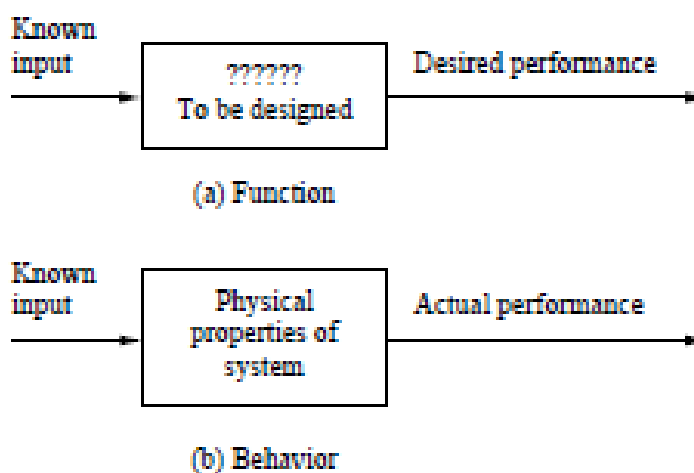 Known
input
??????
To be designed
Desired performance
(a) Function
Known
input
Physical
properties of
system
Actual performance
(b) Behavior